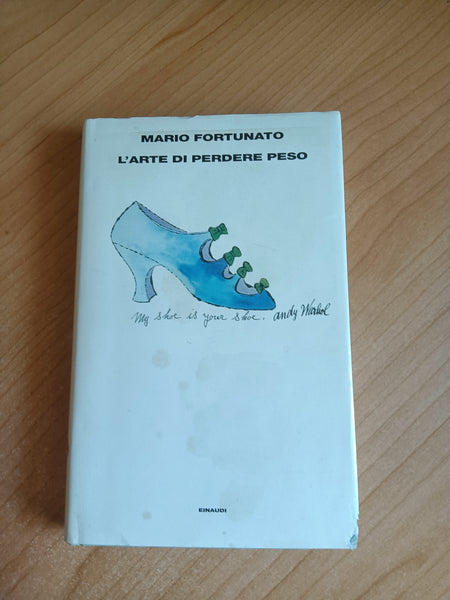 MARIO FORTUNATO
L'ARTE DI PERDERE PESO
My shoe is your shoe. andy Warhol
EINAUDI